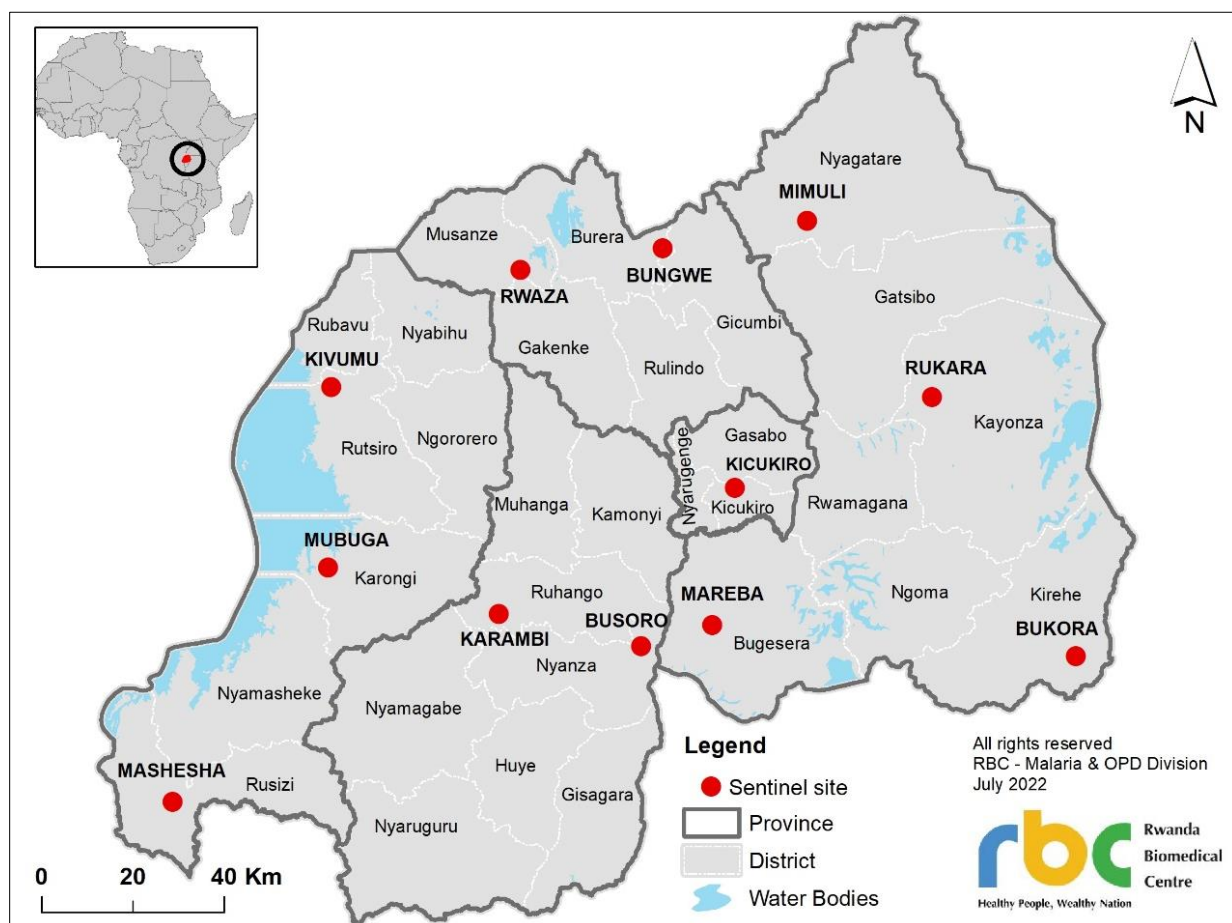 N
Nyagatare
MIMULI
Musanze
Burera
BUNGWE
RWAZA
Gatsibo
Rubavu
Nyabihu
Gicumbi
Gakenke
KIVUMU
Rulindo
RUKARA
Kayonza
Rutsiro
Ngororero
Gasabo
KICUKIRO
Nyarugenge
Kicukiro
Rwamagana
Muhanga
Kamonyi
MUBUGA
Karongi
Ruhango
KARAMBI
BUSORO
MAREBA
Ngoma
Kirehe
BUKORA
Bugesera
Nyanza
Nyamasheke
Nyamagabe
Huye
MASHESHA
Rusizi
Gisagara
Nyaruguru
Legend
Sentinel site
Province
District
Water Bodies
0 20 40 Km
All rights reserved
RBC - Malaria & OPD Division
July 2022
rbc
Rwanda
Biomedical
Centre
Healthy People, Wealthy Nation